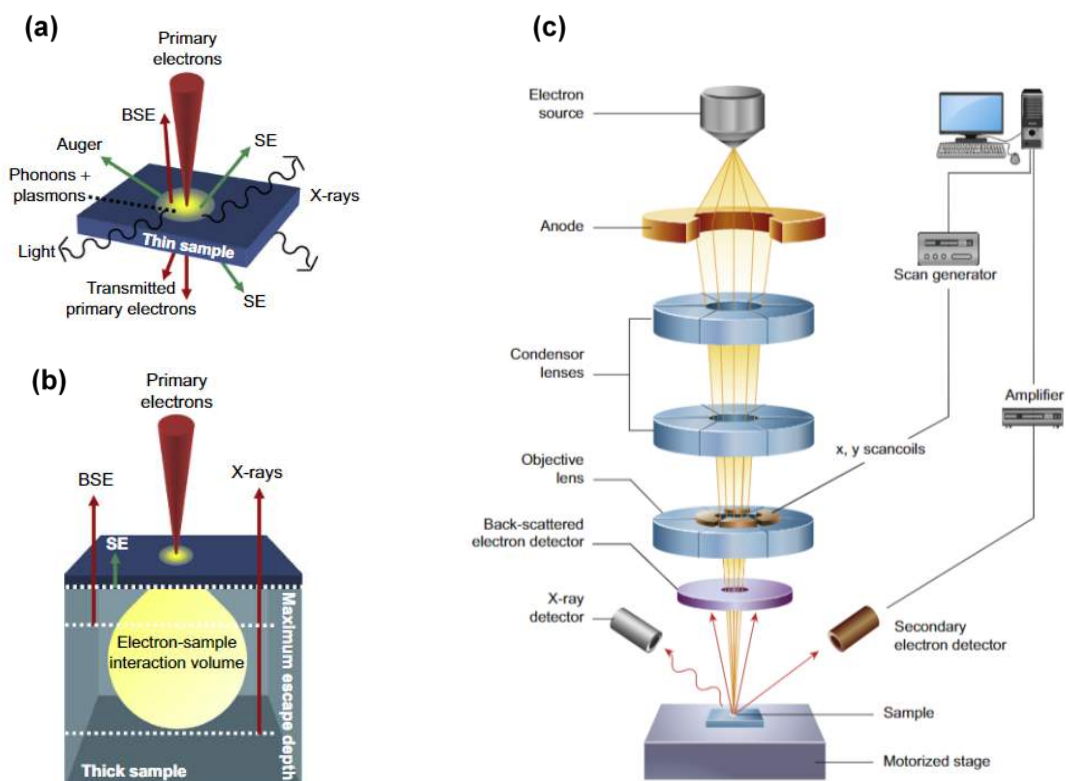 (a)
Primary
electrons
BSE
SE
Auger
Phonons +
plasmons
X-rays
Light
Thin sample
Transmitted
primary electrons
SE
(b)
Primary
electrons
BSE
X-rays
SE
Electron-sample
interaction volume
Maximum escape depth
Thick sample
(c)
Electron
source
Anode
Scan generator
Condensor
lenses
Amplifier
x, y scancoils
Objective
lens
Back-scattered
electron detector
X-ray
detector
Secondary
electron detector
Sample
Motorized stage